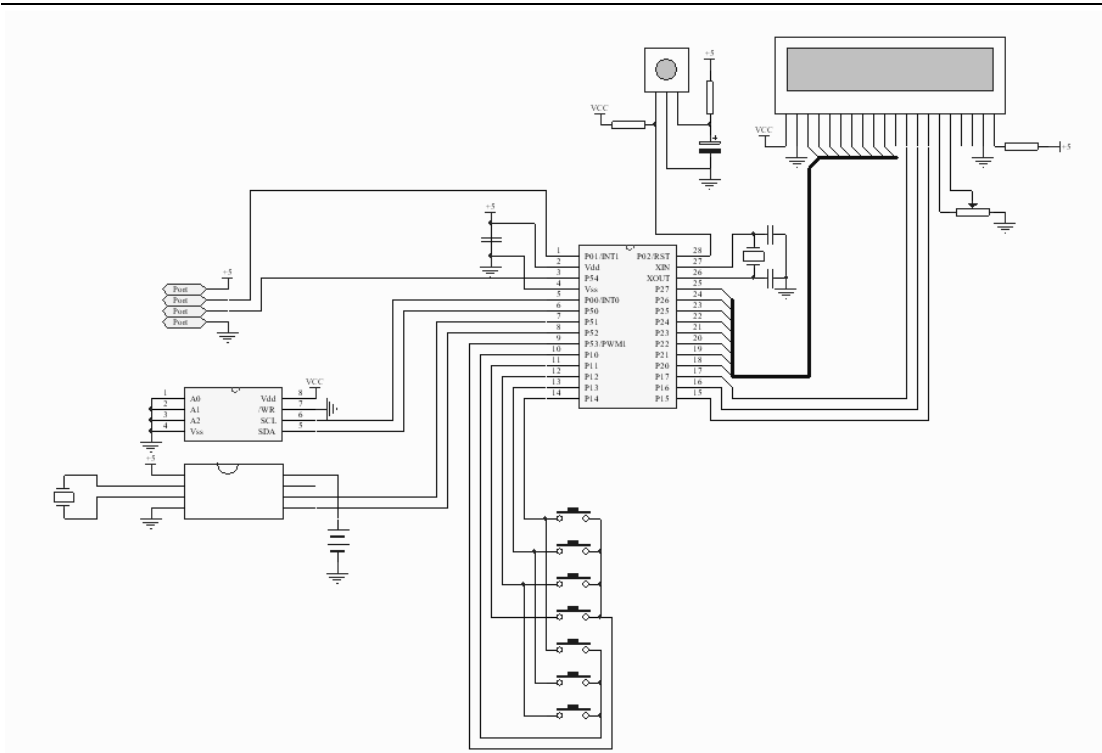 +5
VCC
VCC
+5
+5
+5
Port
Port
Port
Port
1 P01/INT1 P02/RST 28
2 Vdd XIN 27
3 P54 XOUT 26
4 Vss P27 25
5 P00/INT0 P26 24
6 P50 P25 23
7 P51 P24 22
8 P52 P23 21
9 P53/PWM1 P22 20
10 P10 P21 19
11 P11 P20 18
12 P12 P17 17
13 P13 P16 16
14 P14 P15 15
VCC
1 A0 Vdd 8
2 A1 /WR 7
3 A2 SCL 6
4 Vss SDA 5
+5
+